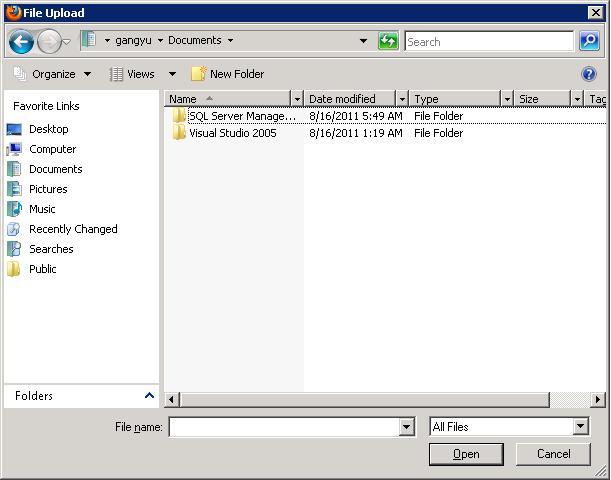 File Upload
gangyu Documents
Search
Organize Views New Folder
Favorite Links
Desktop
Computer
Documents
Pictures
Music
Recently Changed
Searches
Public
Folders
Name Date modified Type Size Tag
SQL Server Manage... 8/16/2011 5:49 AM File Folder
Visual Studio 2005 8/16/2011 1:19 AM File Folder
File name: All Files
Open Cancel